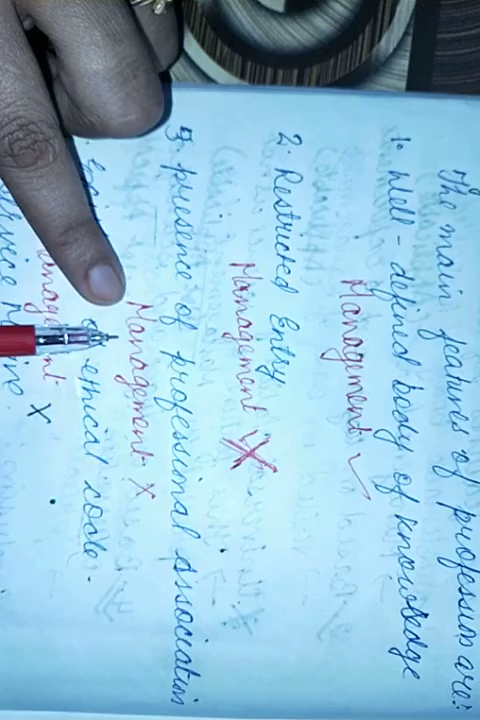 The main features of profession are:
1. Well-defined body of knowledge
Management ✓
2. Restricted Entry
Management X
3. presence of professional association
Management X
ethical code.
X